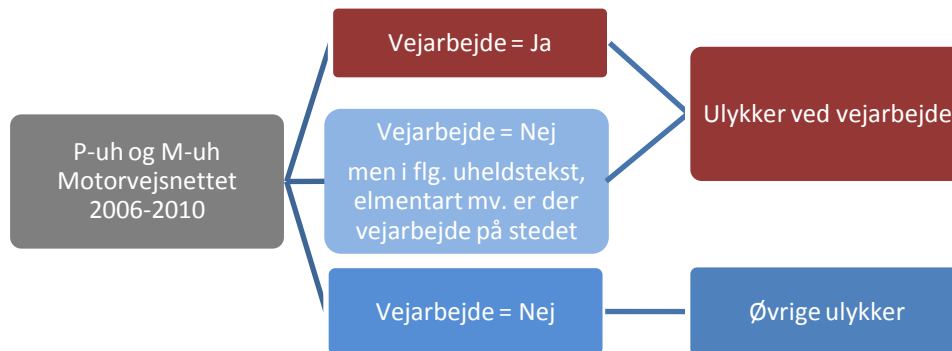 P-uh og M-uh
Motorvejsnettet
2006-2010
Vejarbejde = Ja
Vejarbejde = Nej
men i flg. uheldstekst,
elmentart mv. er der
vejarbejde på stedet
Vejarbejde = Nej
Ulykker ved vejarbejde
Øvrige ulykker